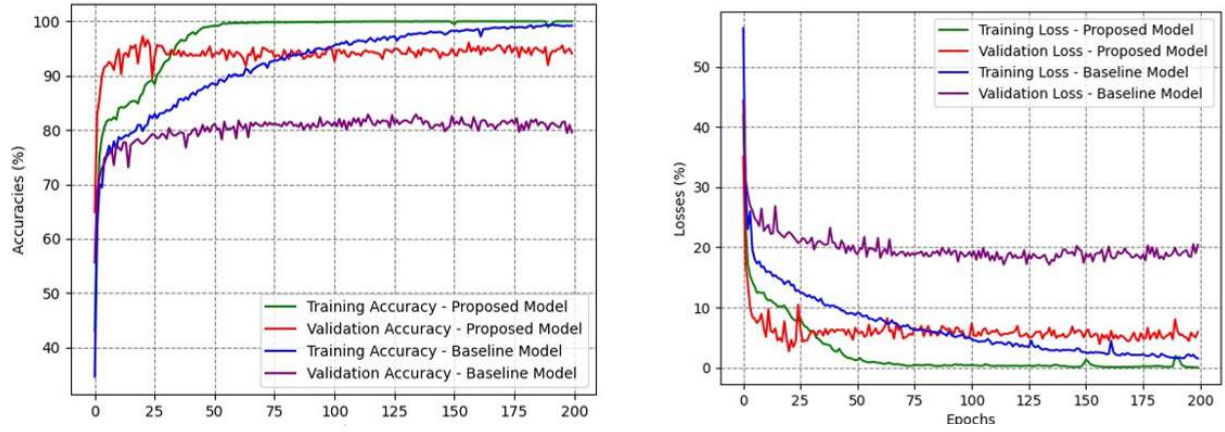 Accuracies (%)
100
90
80
70
60
50
40
0 25 50 75 100 125 150 175 200
Training Accuracy - Proposed Model
Validation Accuracy - Proposed Model
Training Accuracy - Baseline Model
Validation Accuracy - Baseline Model
Losses (%)
50
40
30
20
10
0
0 25 50 75 100 125 150 175 200
Epochs
Training Loss - Proposed Model
Validation Loss - Proposed Model
Training Loss - Baseline Model
Validation Loss - Baseline Model